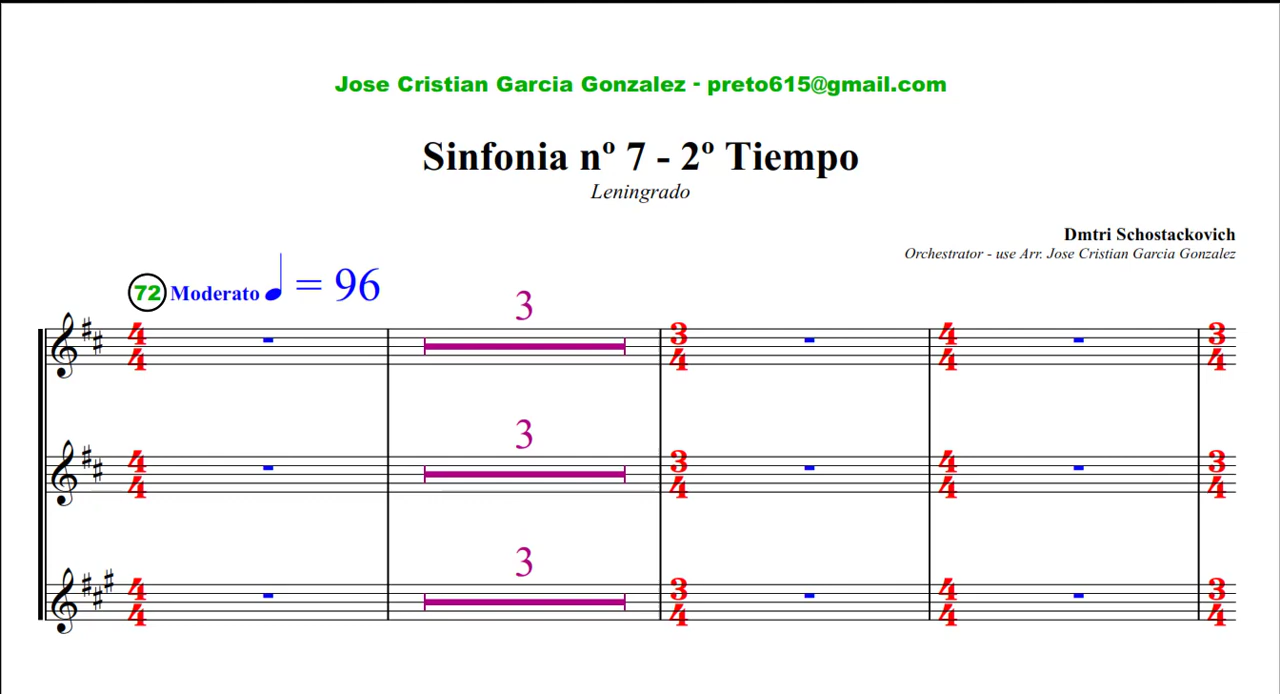 Jose Cristian Garcia Gonzalez - preto615@gmail.com
Sinfonia nº 7 - 2º Tiempo
Leningrado
Dmtri Schostackovich
Orchestrator - use Arr. Jose Cristian Garcia Gonzalez
72 Moderato ♩ = 96
3
4 4 3 4 4 4 3 4
3
4 4 3 4 4 4 3 4
3
4 4 3 4 4 4 3 4